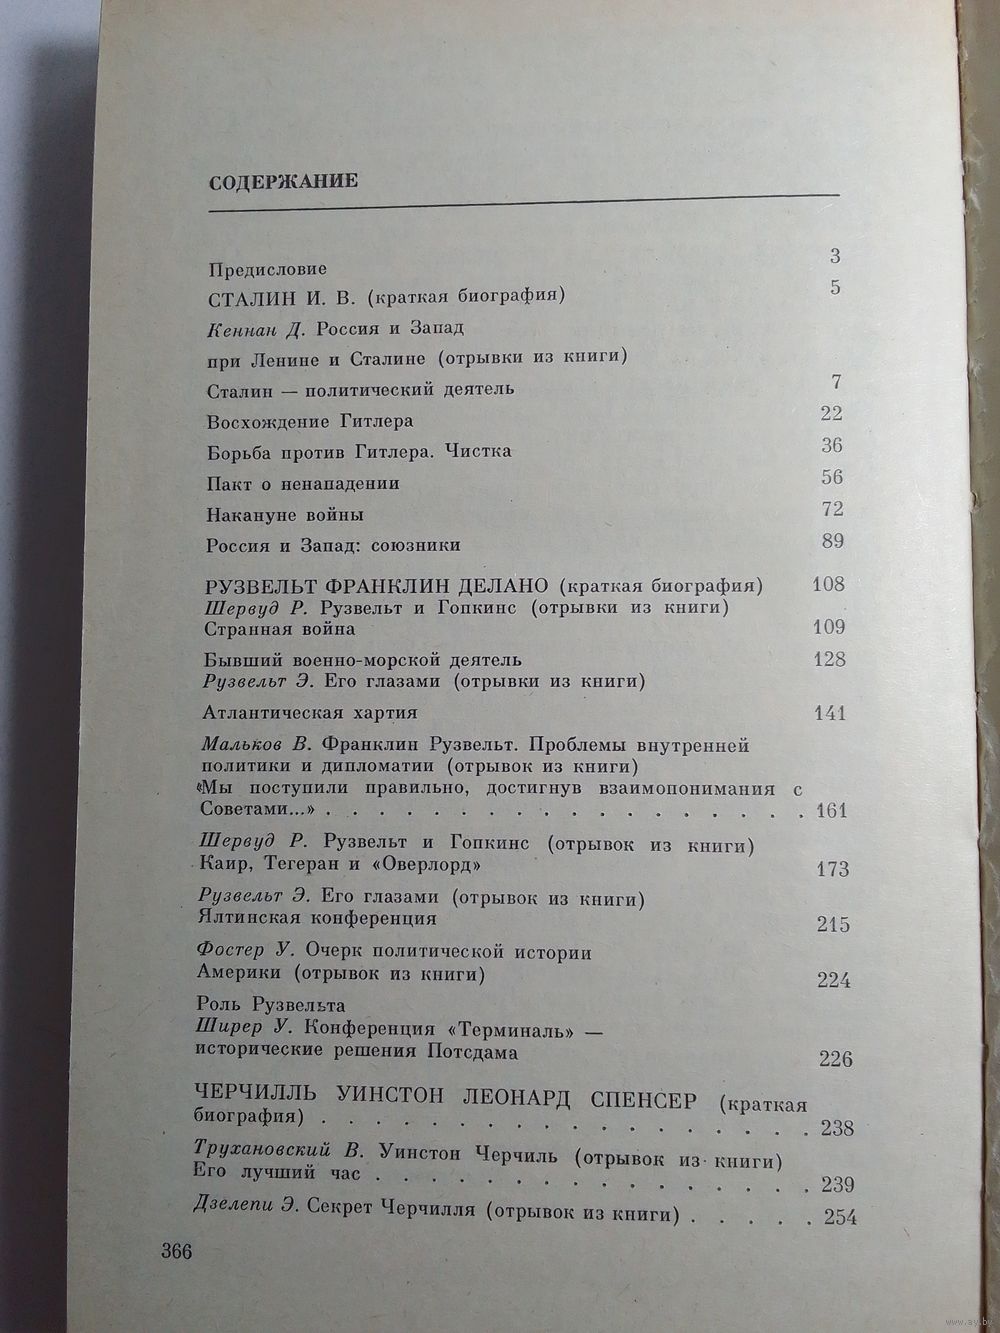 СОДЕРЖАНИЕ
Предисловие 3
СТАЛИН И. В. (краткая биография) 5
Кеннан Д. Россия и Запад
при Ленине и Сталине (отрывки из книги)
Сталин — политический деятель 7
Восхождение Гитлера 22
Борьба против Гитлера. Чистка 36
Пакт о ненападении 56
Накануне войны 72
Россия и Запад: союзники 89
РУЗВЕЛЬТ ФРАНКЛИН ДЕЛАНО (краткая биография) 108
Шервуд Р. Рузвельт и Гопкинс (отрывки из книги)
Странная война 109
Бывший военно-морской деятель 128
Рузвельт Э. Его глазами (отрывки из книги)
Атлантическая хартия 141
Мальков В. Франклин Рузвельт. Проблемы внутренней
политики и дипломатии (отрывок из книги)
«Мы поступили правильно, достигнув взаимопонимания с
Советами...» . . . . . . . . . . . . . . . . . . 161
Шервуд Р. Рузвельт и Гопкинс (отрывок из книги)
Каир, Тегеран и «Оверлорд» 173
Рузвельт Э. Его глазами (отрывок из книги)
Ялтинская конференция 215
Фостер У. Очерк политической истории
Америки (отрывок из книги) 224
Роль Рузвельта
Ширер У. Конференция «Терминаль» —
исторические решения Потсдама 226
ЧЕРЧИЛЛЬ УИНСТОН ЛЕОНАРД СПЕНСЕР (краткая
биография) . . . . . . . . . . . . . . . . . . 238
Трухановский В. Уинстон Черчиль (отрывок из книги)
Его лучший час . . . . . . . . . . . . . . . . 239
Дзелепи Э. Секрет Черчилля (отрывок из книги) . . . . . 254
366
www.ay.by